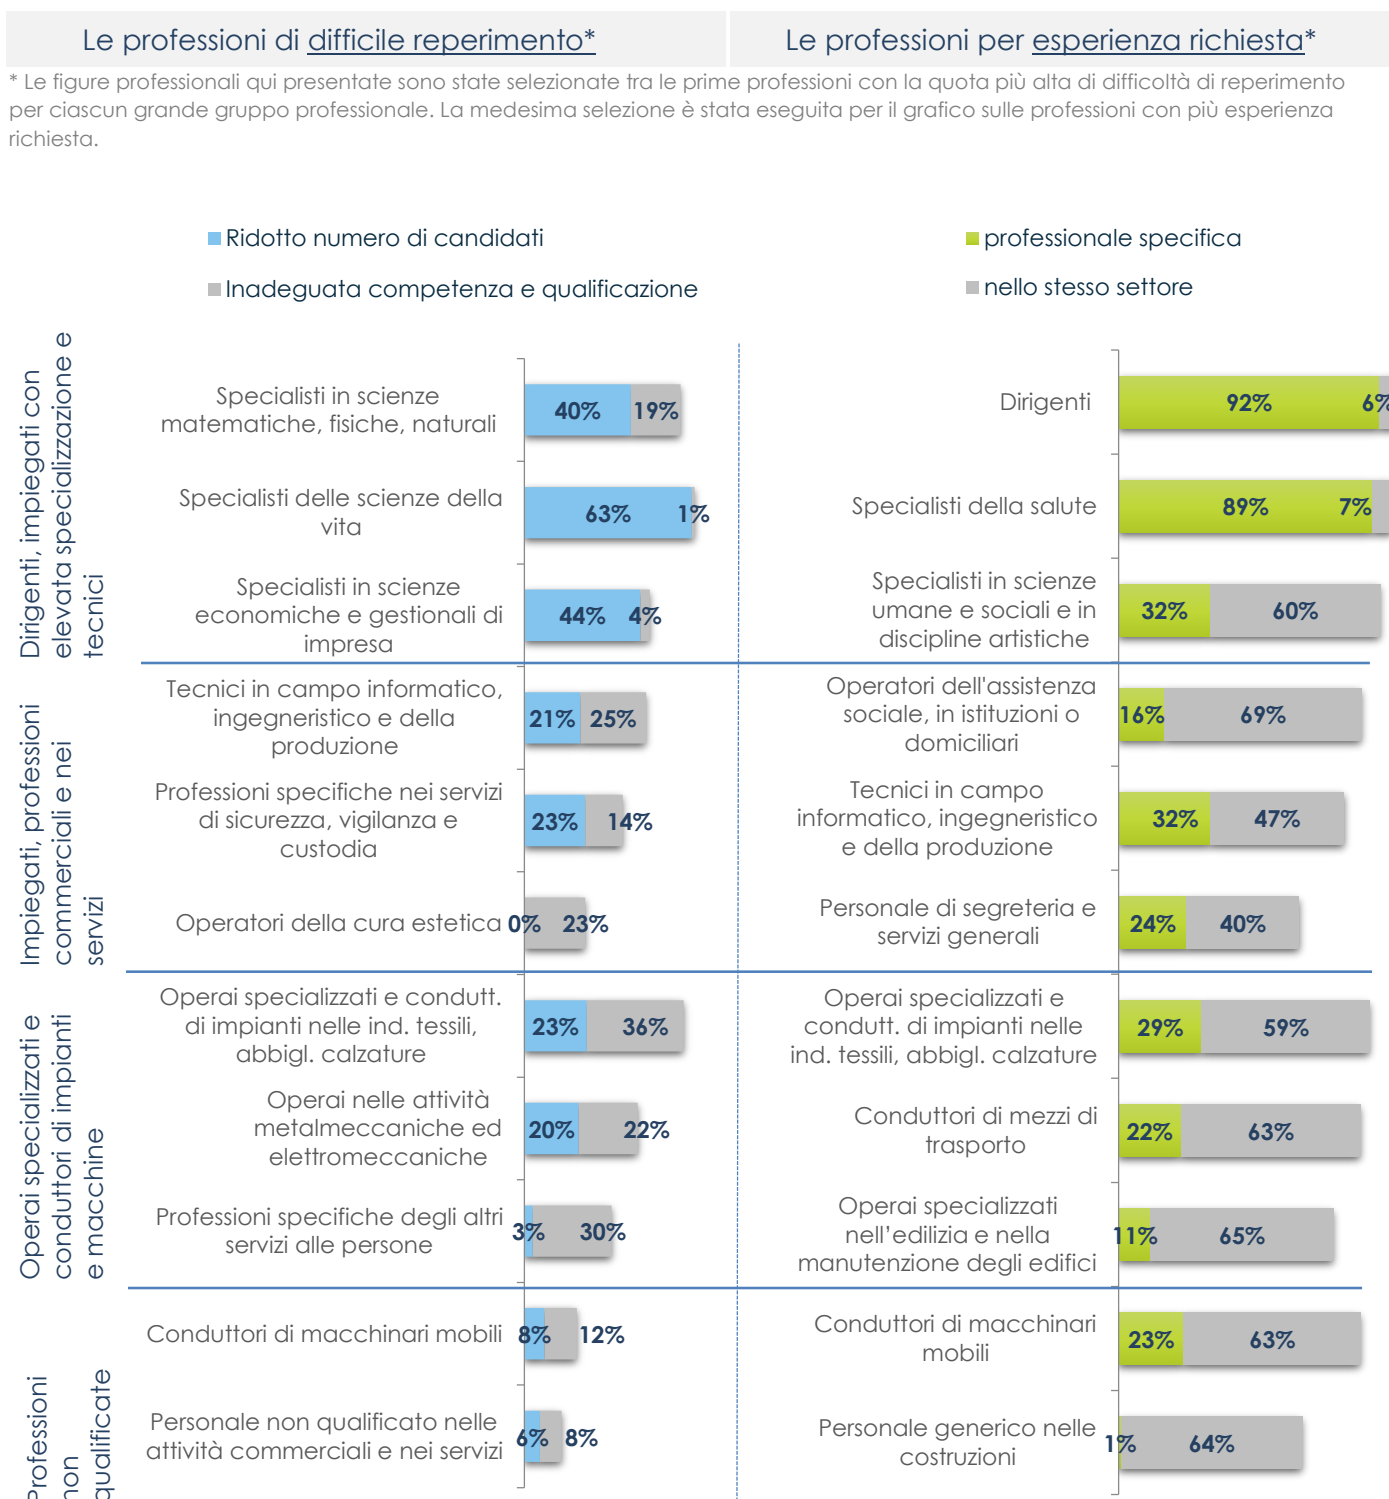 Le professioni di difficile reperimento*
Le professioni per esperienza richiesta*
* Le figure professionali qui presentate sono state selezionate tra le prime professioni con la quota più alta di difficoltà di reperimento
per ciascun grande gruppo professionale. La medesima selezione è stata eseguita per il grafico sulle professioni con più esperienza
richiesta.
Ridotto numero di candidati
Inadeguata competenza e qualificazione
professionale specifica
nello stesso settore
Dirigenti, impiegati con
elevata specializzazione e
tecnici
Specialisti in scienze
matematiche, fisiche, naturali
40% 19%
Specialisti delle scienze della
vita
63% 1%
Specialisti in scienze
economiche e gestionali di
impresa
44% 4%
Dirigenti
92% 6%
Specialisti della salute
89% 7%
Specialisti in scienze
umane e sociali e in
discipline artistiche
32% 60%
Impiegati, professioni
commerciali e nei
servizi
Tecnici in campo informatico,
ingegneristico e della
produzione
21% 25%
Professioni specifiche nei servizi
di sicurezza, vigilanza e
custodia
23% 14%
Operatori della cura estetica
0% 23%
Operatori dell'assistenza
sociale, in istituzioni o
domiciliari
16% 69%
Tecnici in campo
informatico, ingegneristico
e della produzione
32% 47%
Personale di segreteria e
servizi generali
24% 40%
Operai specializzati e
conduttori di impianti
e macchine
Operai specializzati e condutt.
di impianti nelle ind. tessili,
abbigl. calzature
23% 36%
Operai nelle attività
metalmeccaniche ed
elettromeccaniche
20% 22%
Professioni specifiche degli altri
servizi alle persone
3% 30%
Operai specializzati e
condutt. di impianti nelle
ind. tessili, abbigl. calzature
29% 59%
Conduttori di mezzi di
trasporto
22% 63%
Operai specializzati
nell’edilizia e nella
manutenzione degli edifici
11% 65%
Professioni
non
qualificate
Conduttori di macchinari mobili
8% 12%
Personale non qualificato nelle
attività commerciali e nei servizi
6% 8%
Conduttori di macchinari
mobili
23% 63%
Personale generico nelle
costruzioni
1% 64%